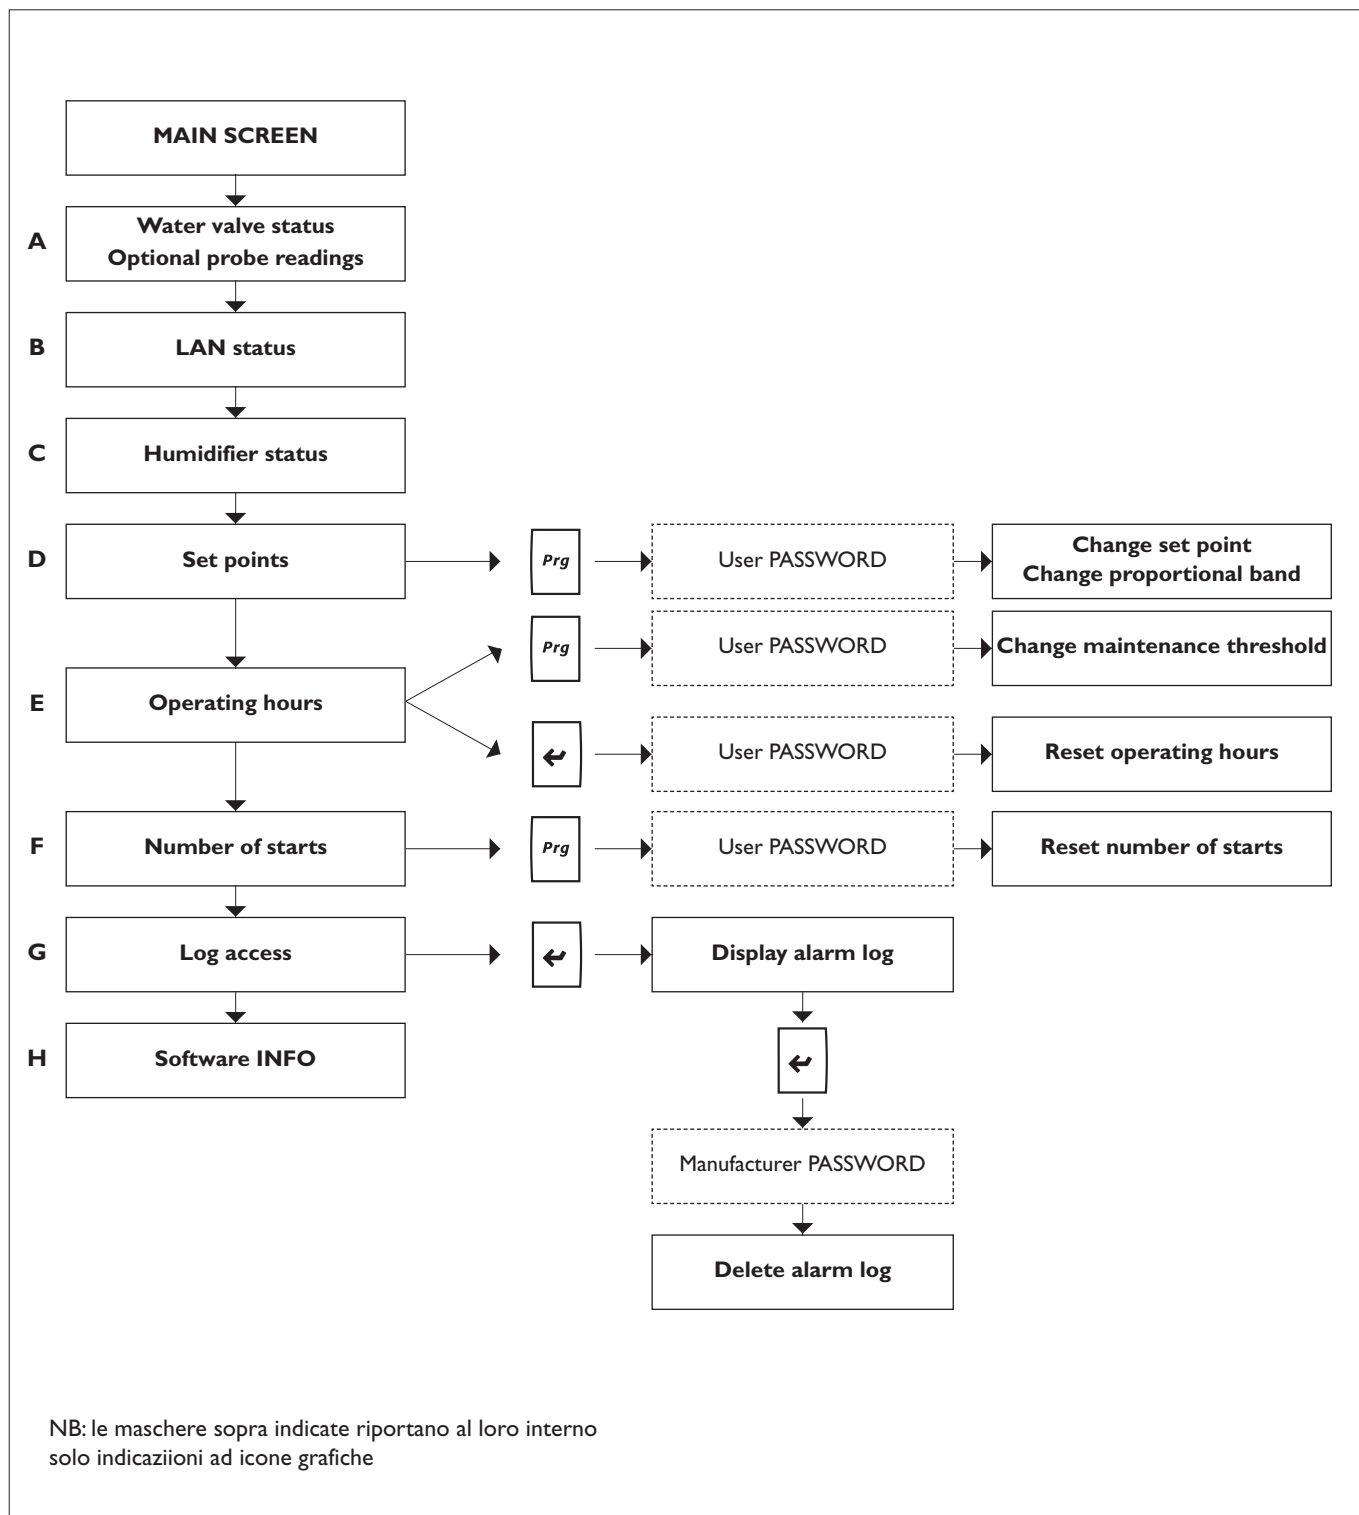 MAIN SCREEN
A
Water valve status
Optional probe readings
B
LAN status
C
Humidifier status
D
Set points
Prg
User PASSWORD
Change set point
Change proportional band
Prg
User PASSWORD
Change maintenance threshold
E
Operating hours
User PASSWORD
Reset operating hours
F
Number of starts
Prg
User PASSWORD
Reset number of starts
G
Log access
Display alarm log
H
Software INFO
Manufacturer PASSWORD
Delete alarm log
NB: le maschere sopra indicate riportano al loro interno
solo indicaziioni ad icone grafiche